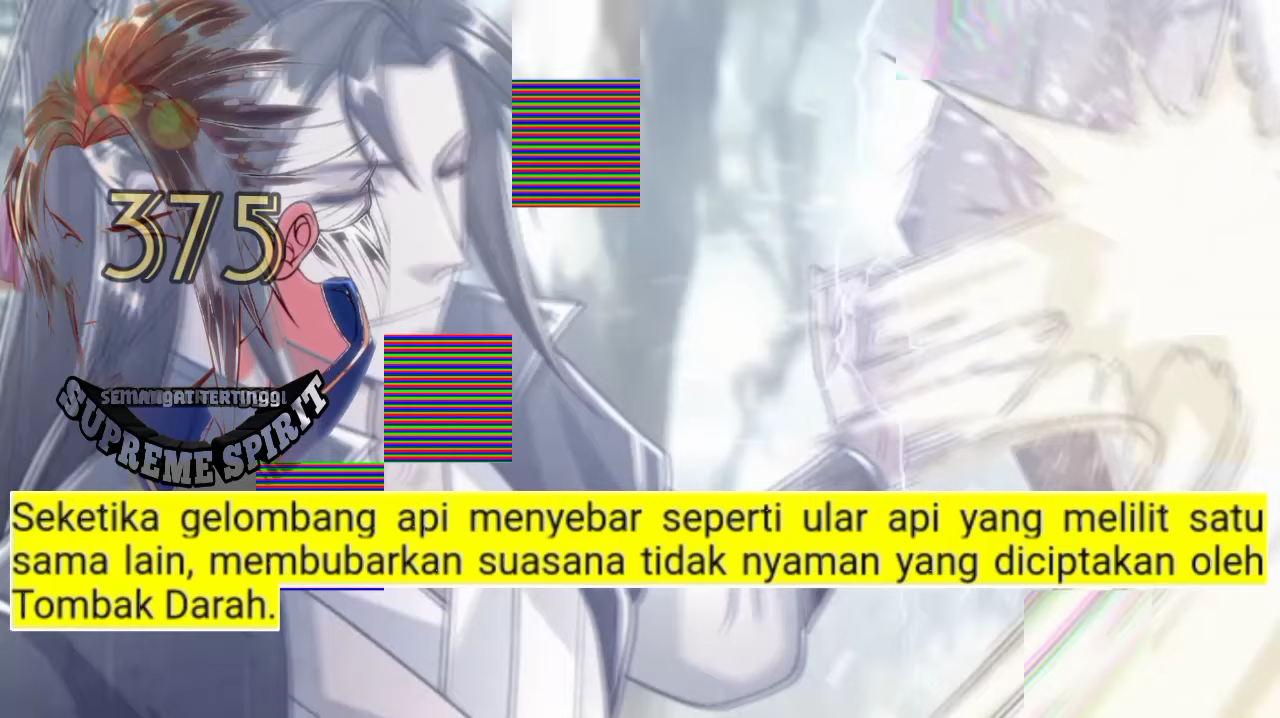 375
SEMANGAT TERTINGGI
SUPREME SPIRIT
Seketika gelombang api menyebar seperti ular api yang melilit satu
sama lain, membubarkan suasana tidak nyaman yang diciptakan oleh
Tombak Darah.